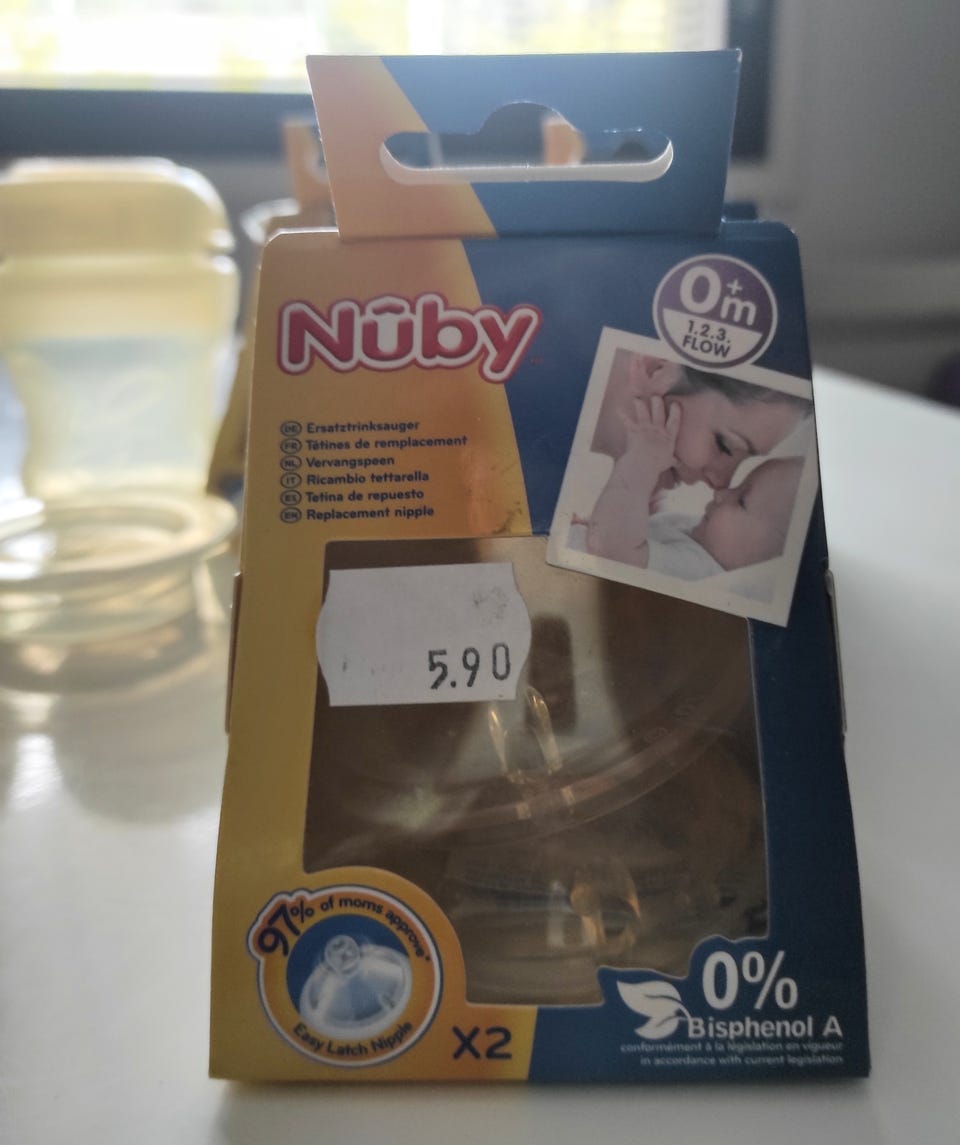 0+m
1.2.3.
FLOW
Nûby
DE Ersatztrinksauger
FR Tétines de remplacement
NL Vervangspeen
IT Ricambio tettarella
ES Tetina de repuesto
EN Replacement nipple
5.90
97% of moms approve*
Easy Latch Nipple
X2
0%
Bisphenol A
conformément à la législation en vigueur
in accordance with current legislation